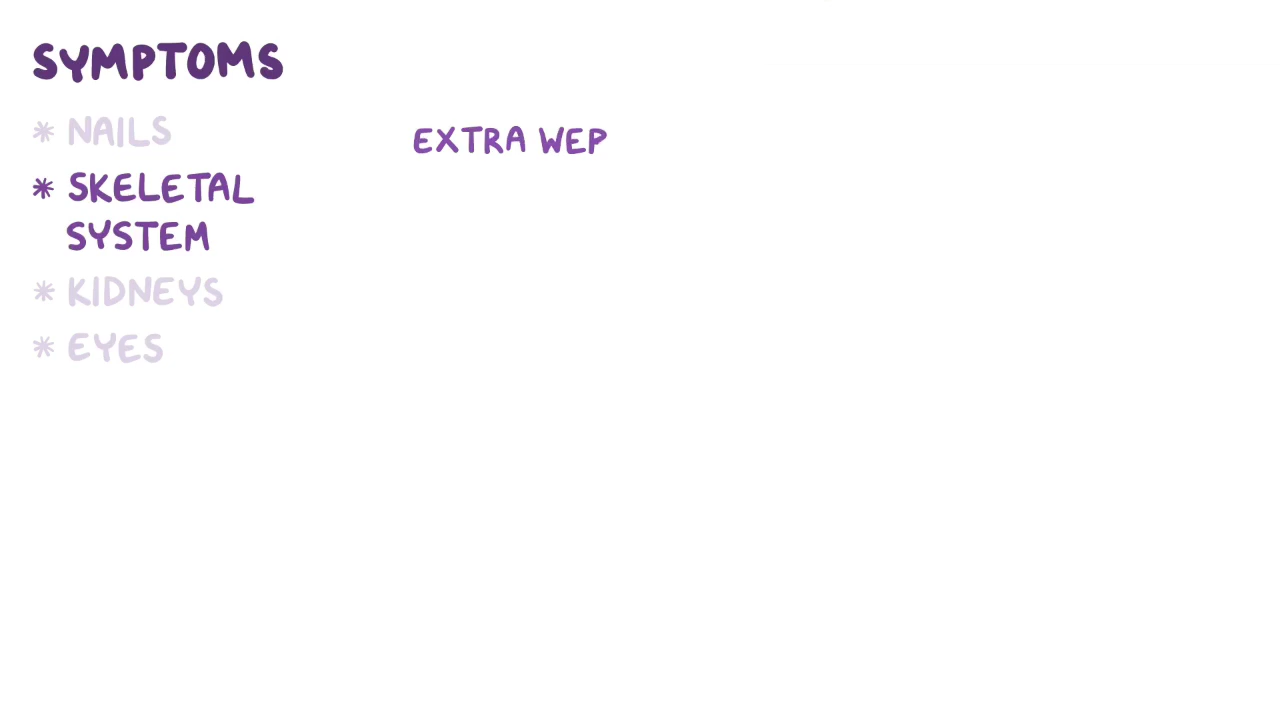 SYMPTOMS
* NAILS
* SKELETAL
SYSTEM
* KIDNEYS
* EYES
EXTRA WEP